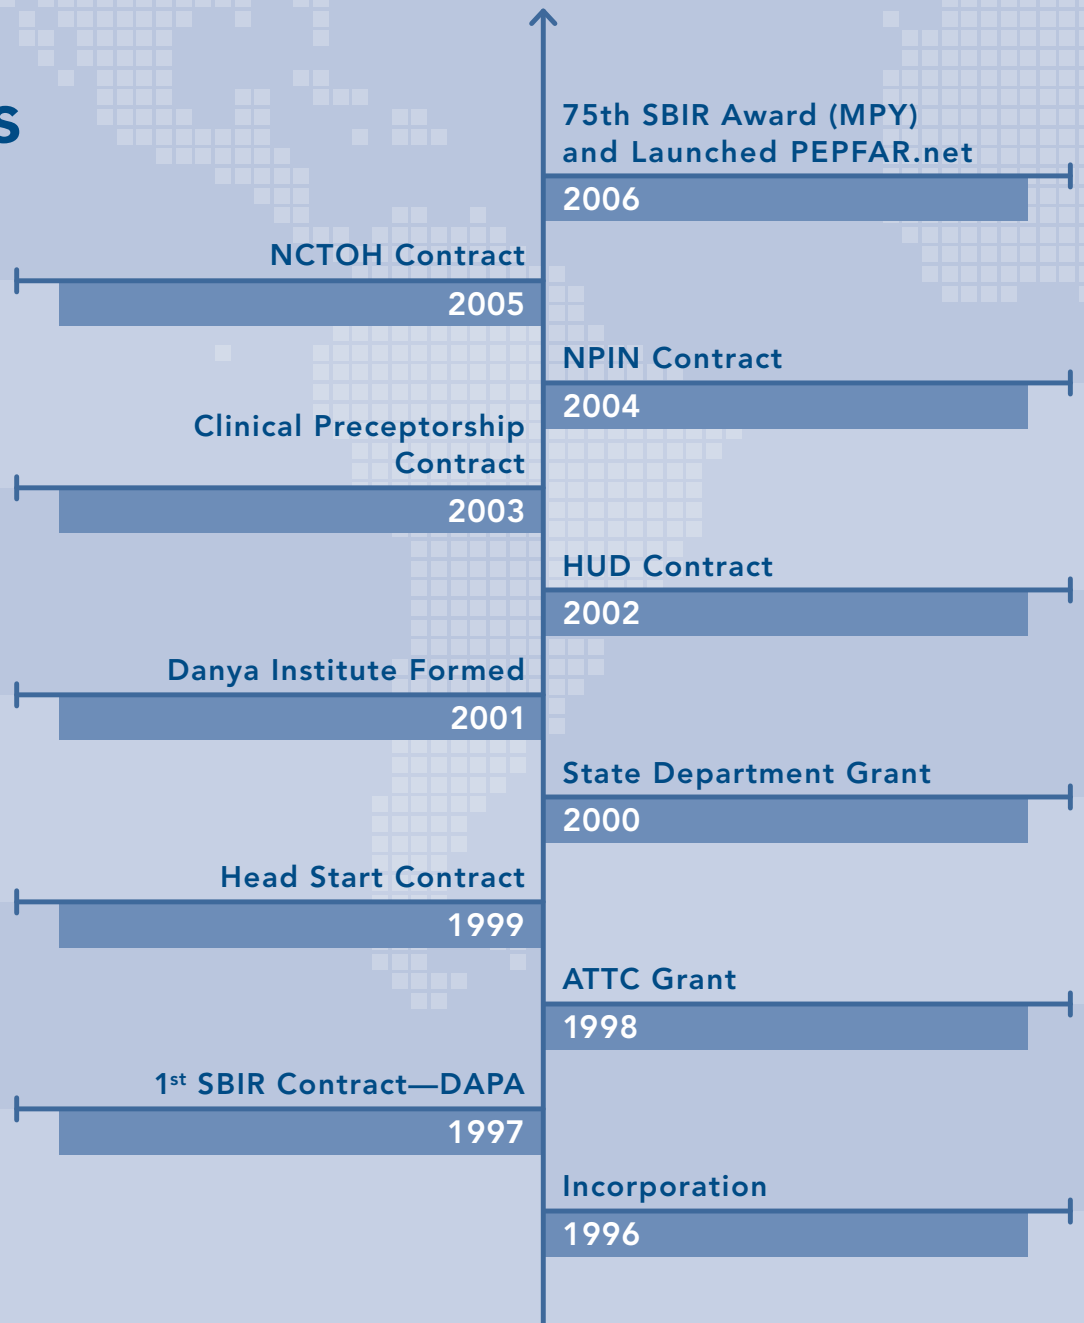 s
75th SBIR Award (MPY)
and Launched PEPFAR.net
2006
NCTOH Contract
2005
NPIN Contract
2004
Clinical Preceptorship
Contract
2003
HUD Contract
2002
Danya Institute Formed
2001
State Department Grant
2000
Head Start Contract
1999
ATTC Grant
1998
1st SBIR Contract—DAPA
1997
Incorporation
1996